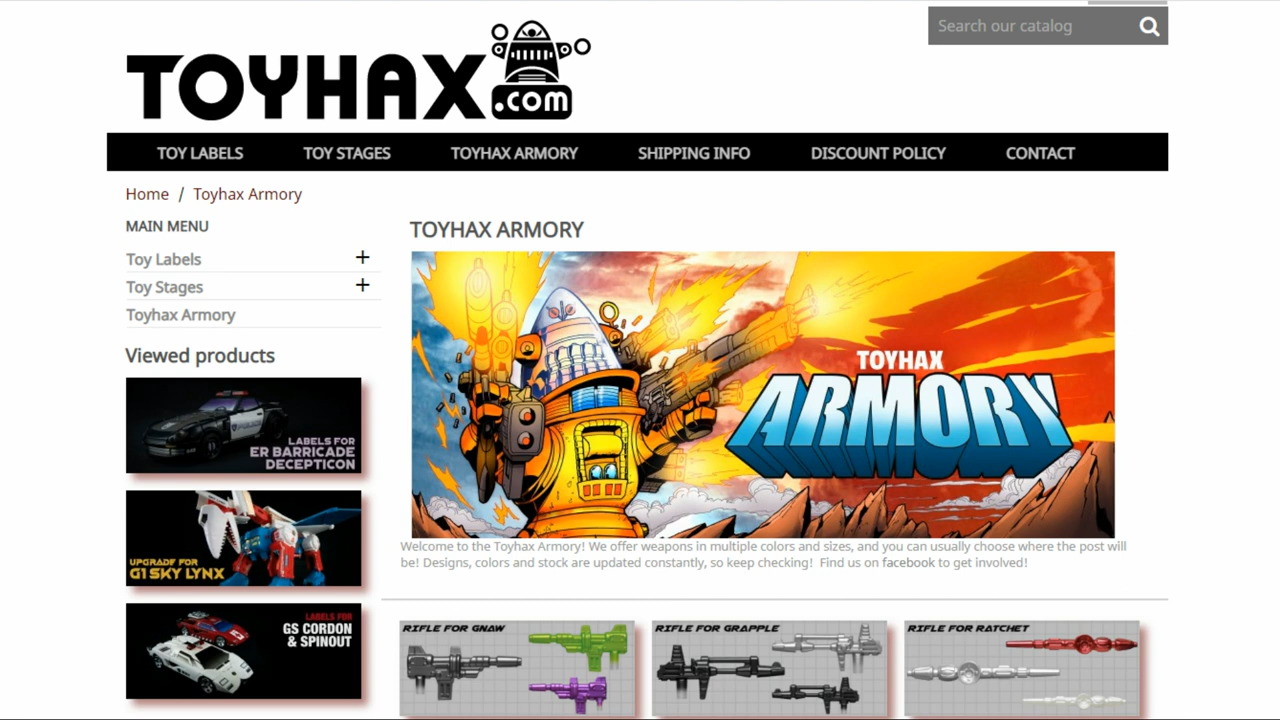 Search our catalog
TOYHAX
.com
TOY LABELS TOY STAGES TOYHAX ARMORY SHIPPING INFO DISCOUNT POLICY CONTACT
Home / Toyhax Armory
MAIN MENU
Toy Labels +
Toy Stages +
Toyhax Armory
Viewed products
LABELS FOR
ER BARRICADE
DECEPTICON
UPGRADE FOR
G1 SKY LYNX
LABELS FOR
GS CORDON
& SPINOUT
TOYHAX ARMORY
TOYHAX
ARMORY
Welcome to the Toyhax Armory! We offer weapons in multiple colors and sizes, and you can usually choose where the post will
be! Designs, colors and stock are updated constantly, so keep checking! Find us on facebook to get involved!
RIFLE FOR GNAW
RIFLE FOR GRAPPLE
RIFLE FOR RATCHET